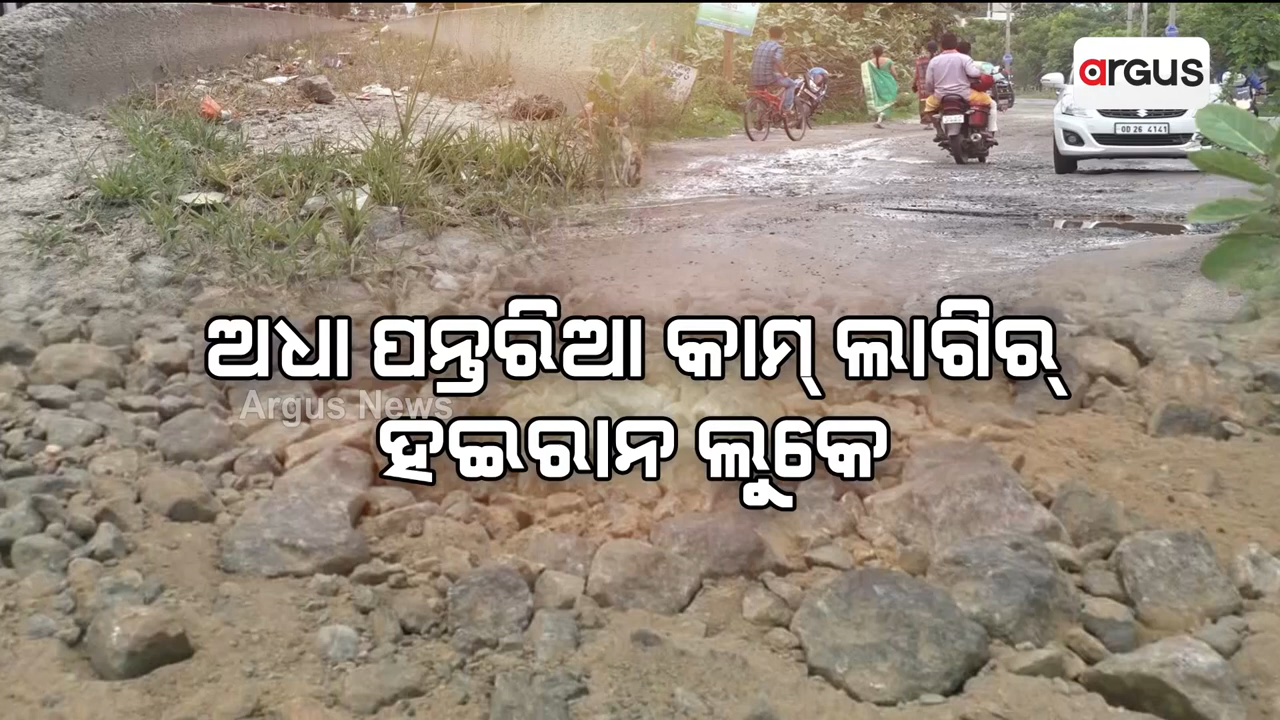 argus
OD 26 4141
ଅଧା ପନ୍ତରିଆ କାମ୍ ଲାଗିର୍
Argus News
ହଇରାନ ଲୁକେ